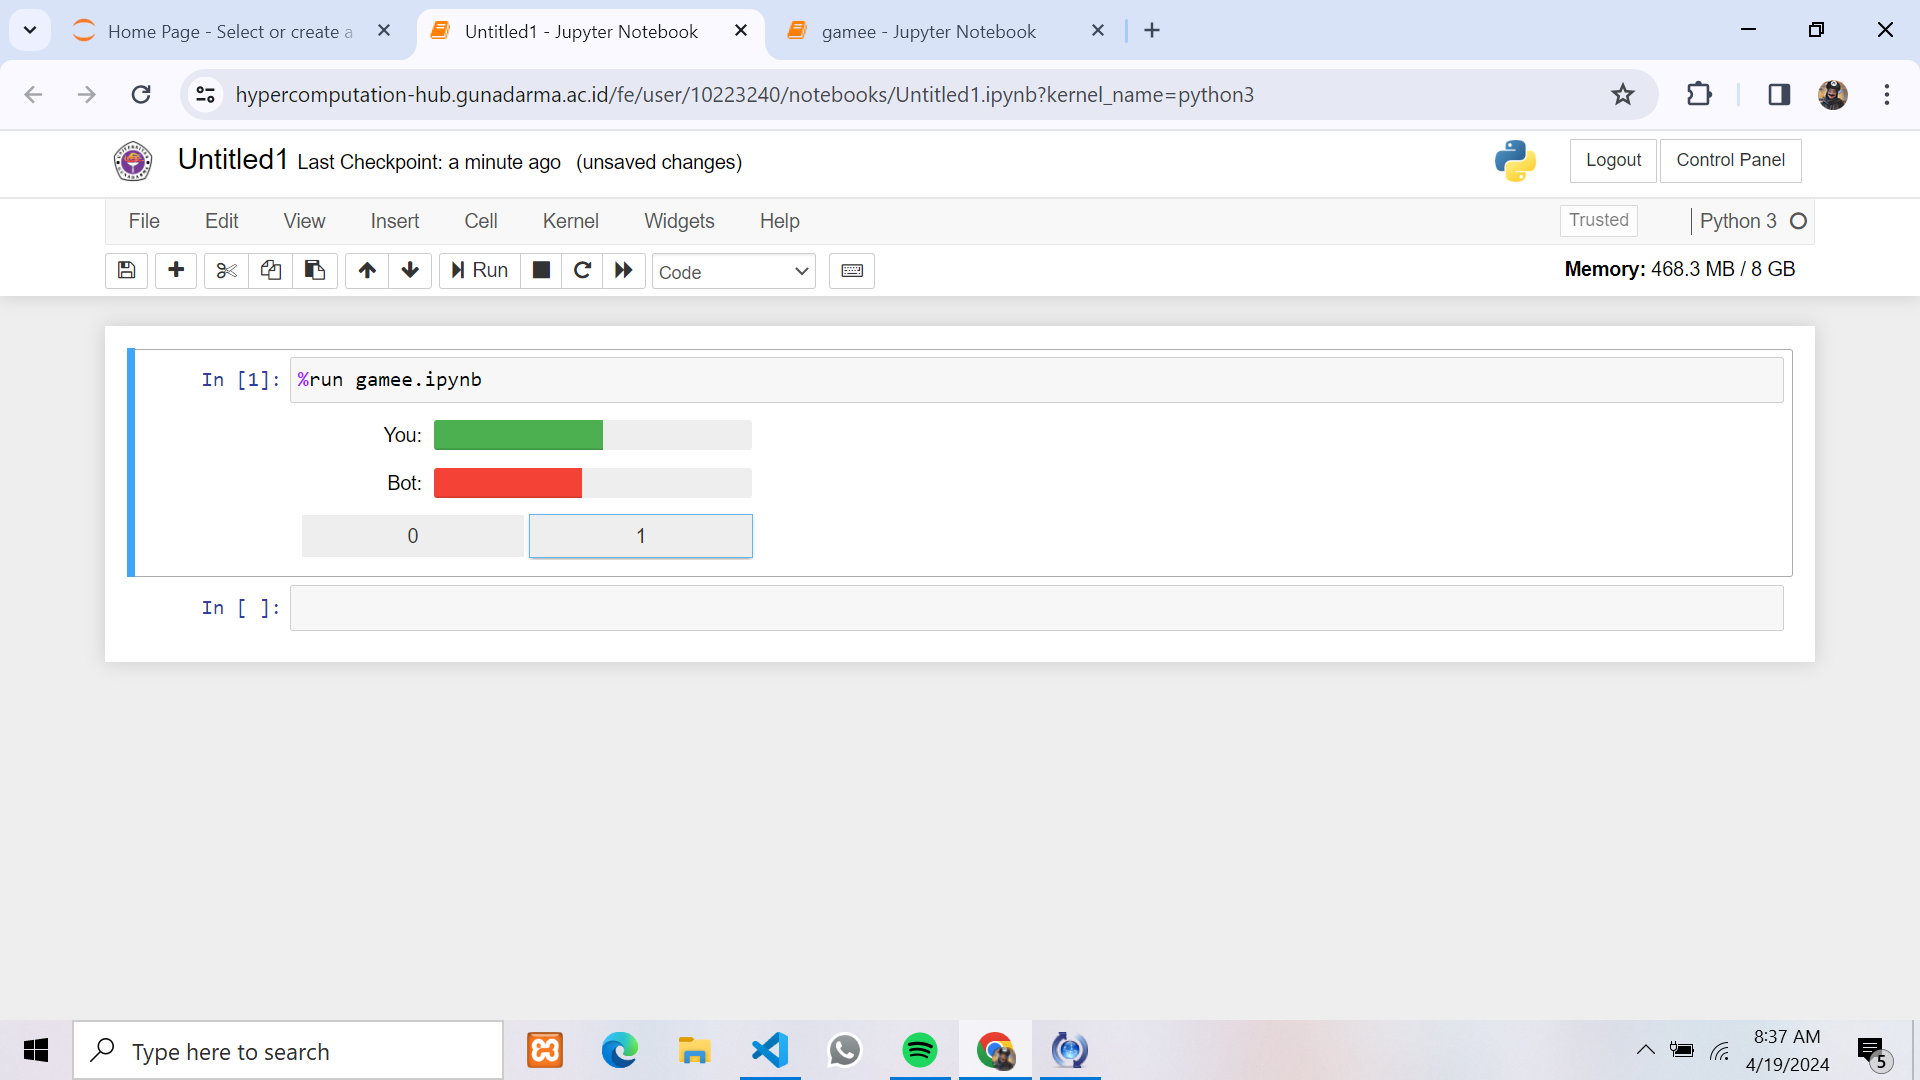 Home Page - Select or create a
Untitled1 - Jupyter Notebook
gamee - Jupyter Notebook
hypercomputation-hub.gunadarma.ac.id/fe/user/10223240/notebooks/Untitled1.ipynb?kernel_name=python3
Untitled1 Last Checkpoint: a minute ago (unsaved changes)
Logout
Control Panel
File Edit View Insert Cell Kernel Widgets Help
Trusted
Python 3
Run
Code
Memory: 468.3 MB / 8 GB
In [1]: %run gamee.ipynb
You:
Bot:
0 1
In [ ]:
Type here to search
8:37 AM
4/19/2024
5